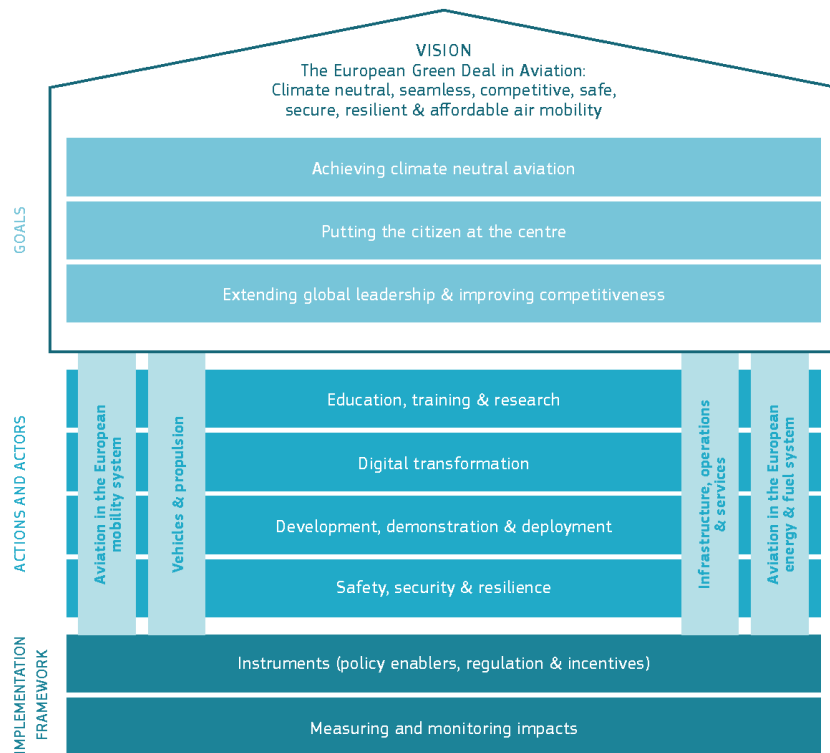 VISION
The European Green Deal in Aviation:
Climate neutral, seamless, competitive, safe,
secure, resilient & affordable air mobility
GOALS
Achieving climate neutral aviation
Putting the citizen at the centre
Extending global leadership & improving competitiveness
ACTIONS AND ACTORS
Aviation in the European
mobility system
Vehicles & propulsion
Education, training & research
Digital transformation
Development, demonstration & deployment
Safety, security & resilience
Infrastructure, operations
& services
Aviation in the European
energy & fuel system
IMPLEMENTATION
FRAMEWORK
Instruments (policy enablers, regulation & incentives)
Measuring and monitoring impacts